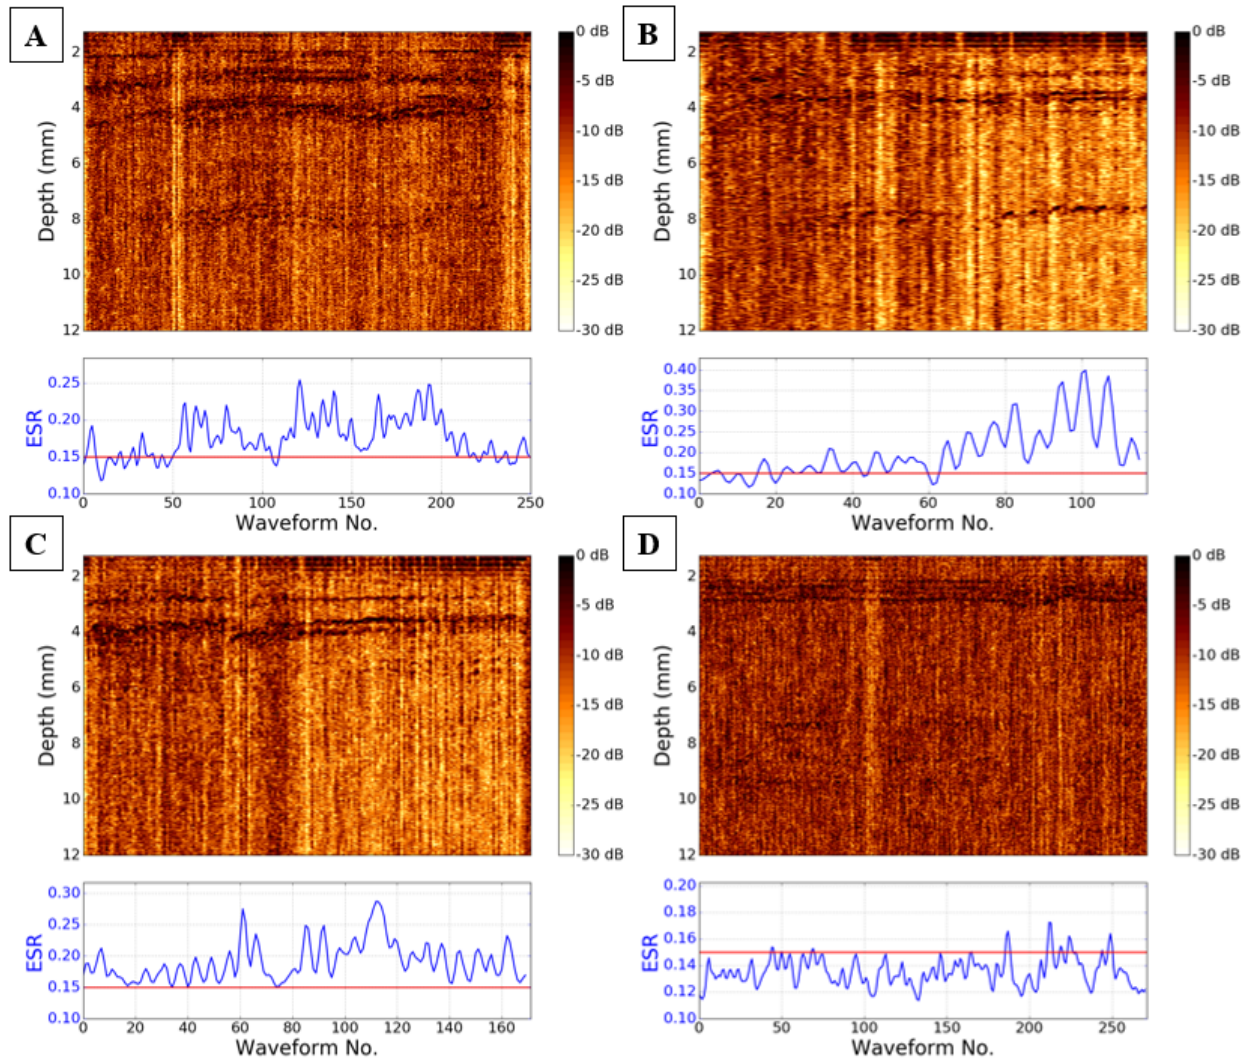 A
2
4
6
8
10
12
Depth (mm)
0 dB
-5 dB
-10 dB
-15 dB
-20 dB
-25 dB
-30 dB
0.25
0.20
0.15
0.10
ESR
0 50 100 150 200 250
Waveform No.
B
2
4
6
8
10
12
Depth (mm)
0 dB
-5 dB
-10 dB
-15 dB
-20 dB
-25 dB
-30 dB
0.40
0.35
0.30
0.25
0.20
0.15
0.10
ESR
0 20 40 60 80 100
Waveform No.
C
2
4
6
8
10
12
Depth (mm)
0 dB
-5 dB
-10 dB
-15 dB
-20 dB
-25 dB
-30 dB
0.30
0.25
0.20
0.15
0.10
ESR
0 20 40 60 80 100 120 140 160
Waveform No.
D
2
4
6
8
10
12
Depth (mm)
0 dB
-5 dB
-10 dB
-15 dB
-20 dB
-25 dB
-30 dB
0.20
0.18
0.16
0.14
0.12
0.10
ESR
0 50 100 150 200 250
Waveform No.